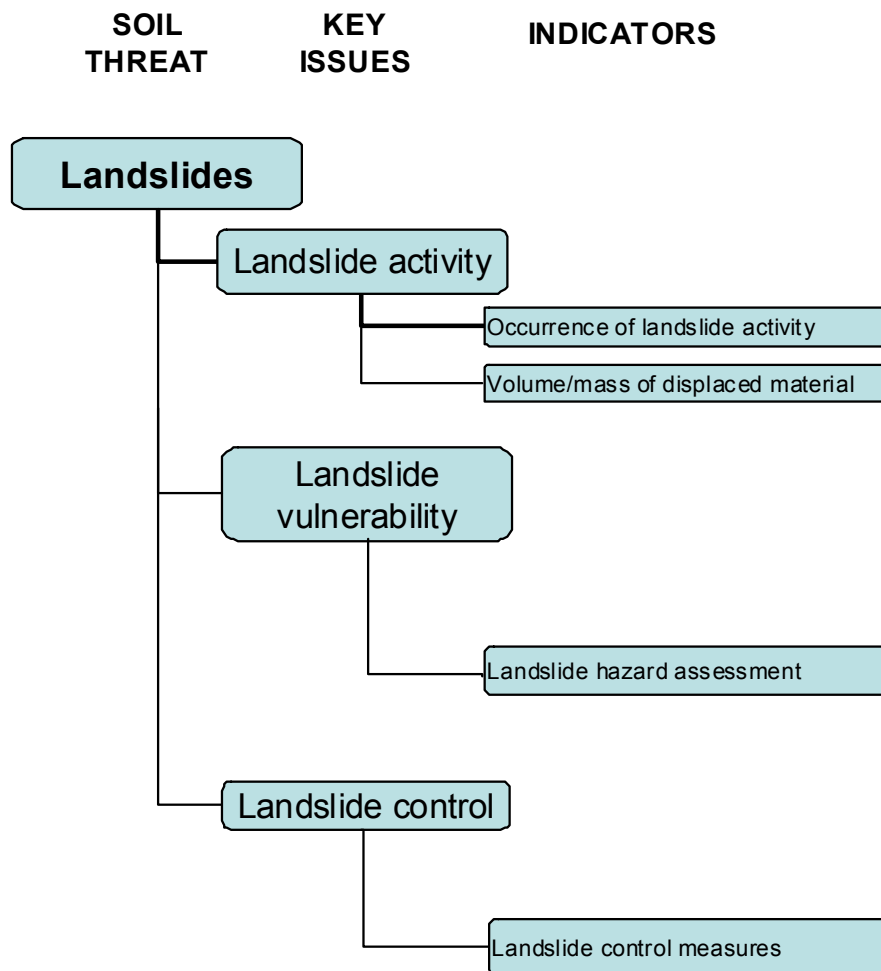 SOIL
THREAT
KEY
ISSUES
INDICATORS
Landslides
Landslide activity
Occurrence of landslide activity
Volume/mass of displaced material
Landslide
vulnerability
Landslide hazard assessment
Landslide control
Landslide control measures